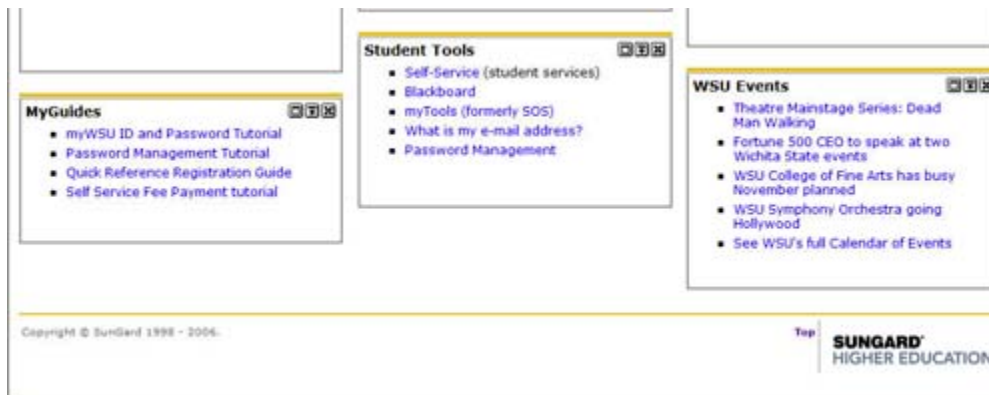 MyGuides
myWSU ID and Password Tutorial
Password Management Tutorial
Quick Reference Registration Guide
Self Service Fee Payment tutorial
Student Tools
Self-Service (student services)
Blackboard
myTools (formerly SOS)
What is my e-mail address?
Password Management
WSU Events
Theatre Mainstage Series: Dead
Man Walking
Fortune 500 CEO to speak at two
Wichita State events
WSU College of Fine Arts has busy
November planned
WSU Symphony Orchestra going
Hollywood
See WSU's full Calendar of Events
Copyright © SunGard 1998 - 2006.
Top
SUNGARD®
HIGHER EDUCATION